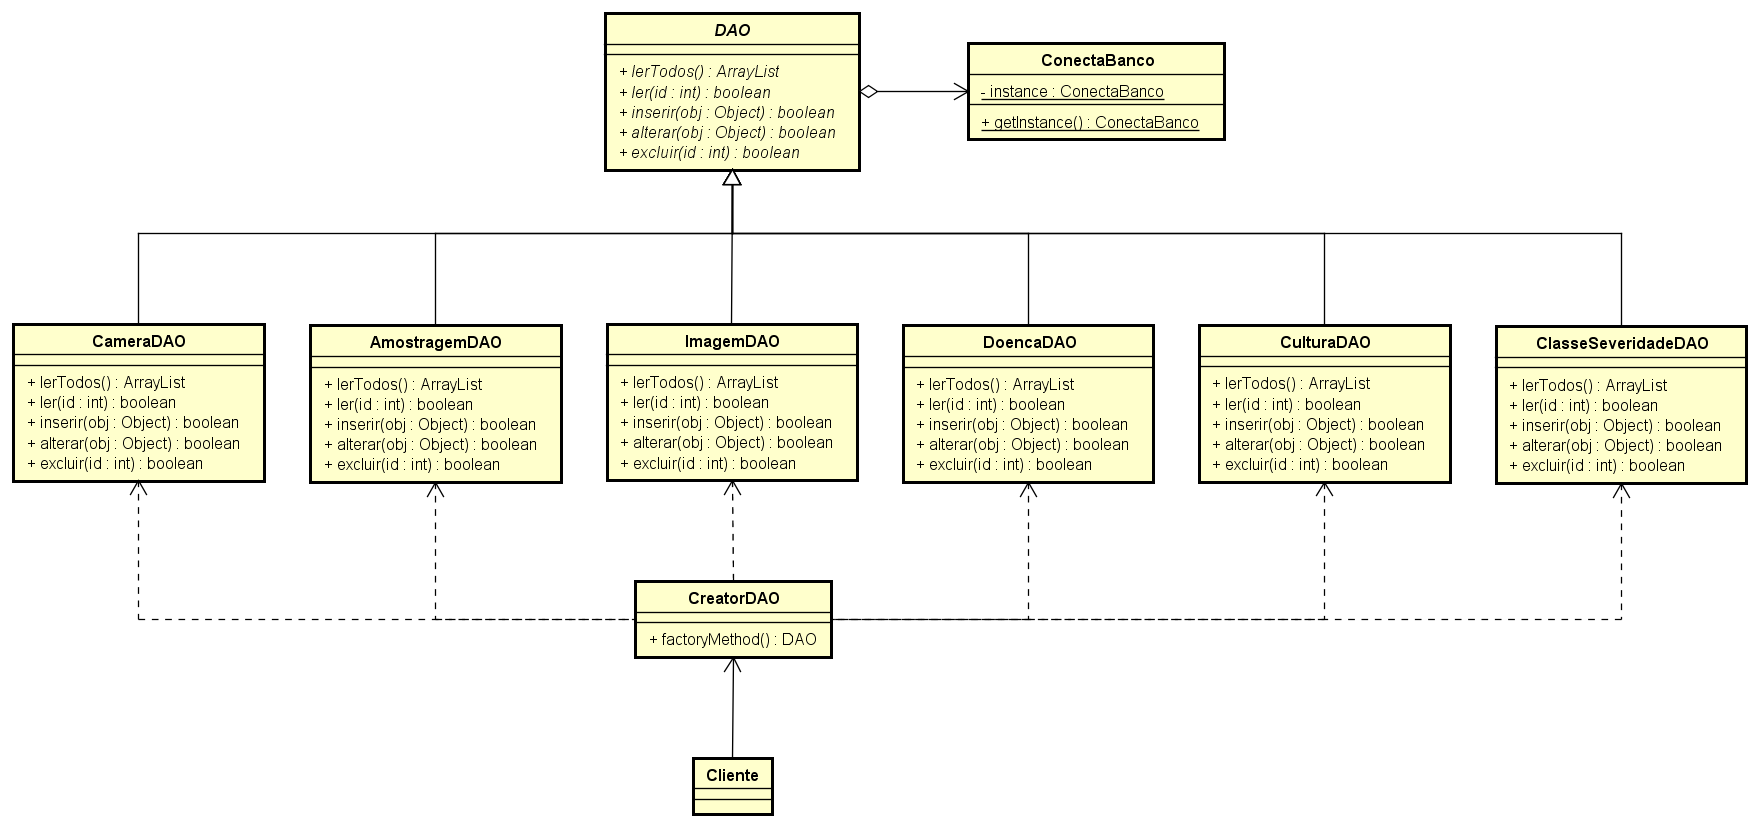 DAO
+ lerTodos() : ArrayList
+ ler(id : int) : boolean
+ inserir(obj : Object) : boolean
+ alterar(obj : Object) : boolean
+ excluir(id : int) : boolean
ConectaBanco
- instance : ConectaBanco
+ getInstance() : ConectaBanco
CameraDAO
+ lerTodos() : ArrayList
+ ler(id : int) : boolean
+ inserir(obj : Object) : boolean
+ alterar(obj : Object) : boolean
+ excluir(id : int) : boolean
AmostragemDAO
+ lerTodos() : ArrayList
+ ler(id : int) : boolean
+ inserir(obj : Object) : boolean
+ alterar(obj : Object) : boolean
+ excluir(id : int) : boolean
ImagemDAO
+ lerTodos() : ArrayList
+ ler(id : int) : boolean
+ inserir(obj : Object) : boolean
+ alterar(obj : Object) : boolean
+ excluir(id : int) : boolean
DoencaDAO
+ lerTodos() : ArrayList
+ ler(id : int) : boolean
+ inserir(obj : Object) : boolean
+ alterar(obj : Object) : boolean
+ excluir(id : int) : boolean
CulturaDAO
+ lerTodos() : ArrayList
+ ler(id : int) : boolean
+ inserir(obj : Object) : boolean
+ alterar(obj : Object) : boolean
+ excluir(id : int) : boolean
ClasseSeveridadeDAO
+ lerTodos() : ArrayList
+ ler(id : int) : boolean
+ inserir(obj : Object) : boolean
+ alterar(obj : Object) : boolean
+ excluir(id : int) : boolean
CreatorDAO
+ factoryMethod() : DAO
Cliente